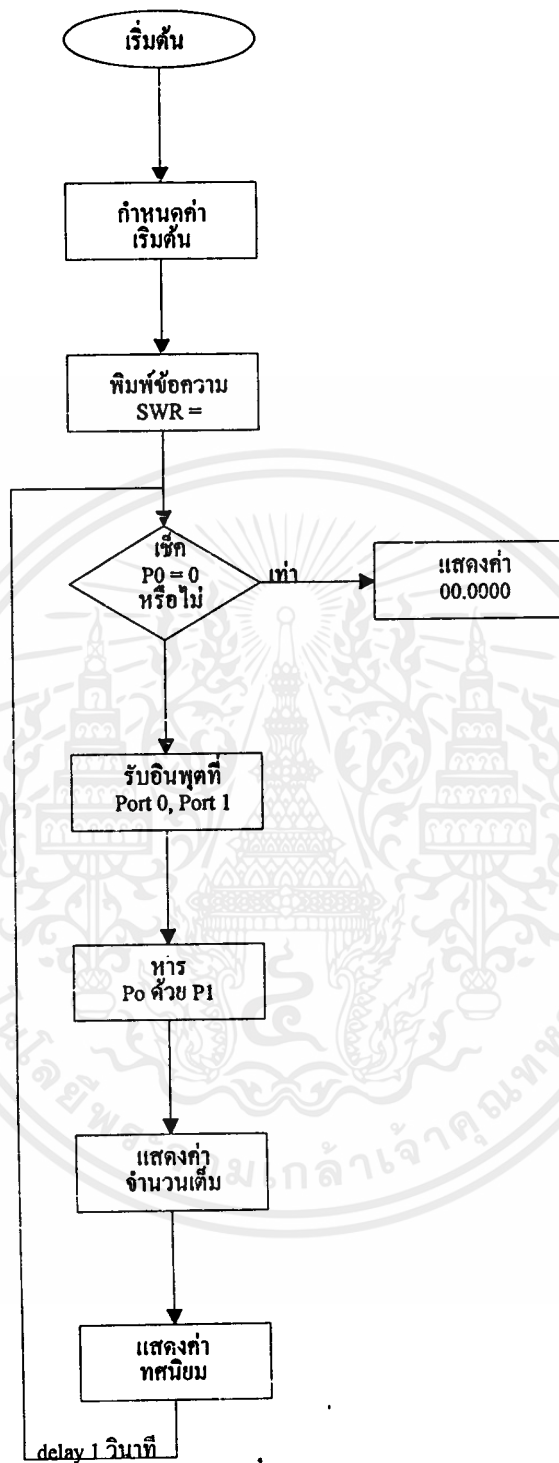 เริ่มต้น
กำหนดค่า
เริ่มต้น
พิมพ์ข้อความ
SWR =
เช็ค
P0 = 0
หรือไม่
เท่า
แสดงค่า
00.0000
รับอินพุตที่
Port 0, Port 1
หาร
Po ด้วย P1
แสดงค่า
จำนวนเต็ม
แสดงค่า
ทศนิยม
delay 1 วินาที